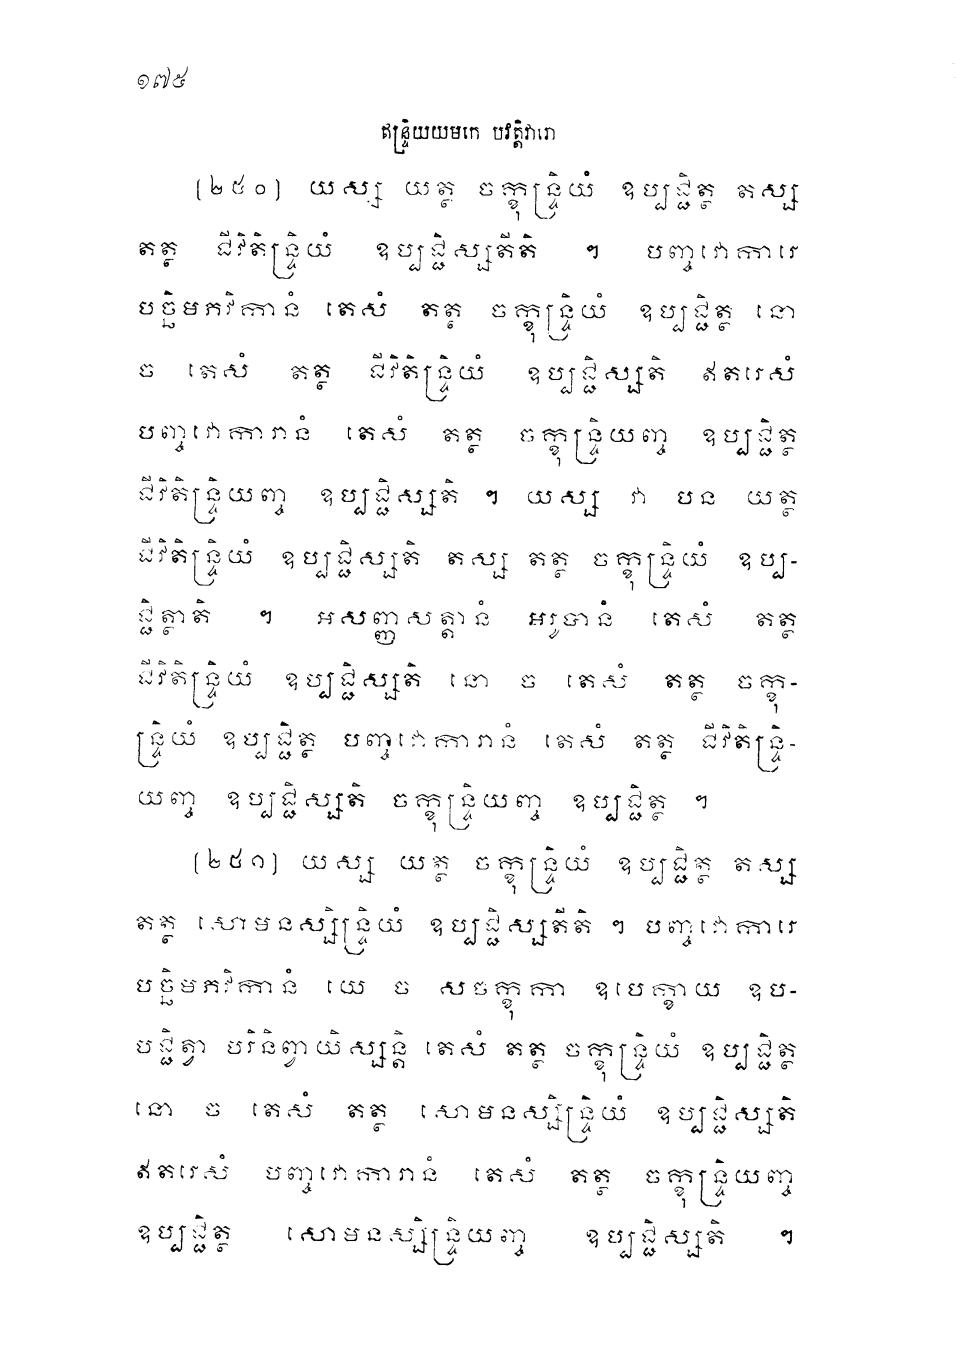 ១៧៥
ឥន្ទ្រិយយមកេ បវត្តិវារោ
(២៥០) យស្ស យត្ថ ចក្ខុន្ទ្រិយំ ឧប្បជ្ជិត្ថ តស្ស
តត្ថ ជីវិតិន្ទ្រិយំ ឧប្បជ្ជិស្សតីតិ ។ បញ្ចវោការេ
បច្ឆិមភវិកានំ តេសំ តត្ថ ចក្ខុន្ទ្រិយំ ឧប្បជ្ជិត្ថ នោ
ច តេសំ តត្ថ ជីវិតិន្ទ្រិយំ ឧប្បជ្ជិស្សតិ ឥតរេសំ
បញ្ចវោការានំ តេសំ តត្ថ ចក្ខុន្ទ្រិយញ្ច ឧប្បជ្ជិត្ថ
ជីវិតិន្ទ្រិយញ្ច ឧប្បជ្ជិស្សតិ ។ យស្ស វា បន យត្ថ
ជីវិតិន្ទ្រិយំ ឧប្បជ្ជិស្សតិ តស្ស តត្ថ ចក្ខុន្ទ្រិយំ ឧប្ប-
ជ្ជិត្ថាតិ ។ អសញ្ញសត្តានំ អរូបានំ តេសំ តត្ថ
ជីវិតិន្ទ្រិយំ ឧប្បជ្ជិស្សតិ នោ ច តេសំ តត្ថ ចក្ខុ-
ន្ទ្រិយំ ឧប្បជ្ជិត្ថ បញ្ចវោការានំ តេសំ តត្ថ ជីវិតិន្ទ្រិ-
យញ្ច ឧប្បជ្ជិស្សតិ ចក្ខុន្ទ្រិយញ្ច ឧប្បជ្ជិត្ថ ។
(២៥១) យស្ស យត្ថ ចក្ខុន្ទ្រិយំ ឧប្បជ្ជិត្ថ តស្ស
តត្ថ សោមនស្សិន្ទ្រិយំ ឧប្បជ្ជិស្សតីតិ ។ បញ្ចវោការេ
បច្ឆិមភវិកានំ យេ ច សចក្ខុកា ឧបេក្ខាយ ឧប-
បជ្ជិត្វា បរិនិព្វាយិស្សន្តិ តេសំ តត្ថ ចក្ខុន្ទ្រិយំ ឧប្បជ្ជិត្ថ
នោ ច តេសំ តត្ថ សោមនស្សិន្ទ្រិយំ ឧប្បជ្ជិស្សតិ
ឥតរេសំ បញ្ចវោការានំ តេសំ តត្ថ ចក្ខុន្ទ្រិយញ្ច
ឧប្បជ្ជិត្ថ សោមនស្សិន្ទ្រិយញ្ច ឧប្បជ្ជិស្សតិ ។